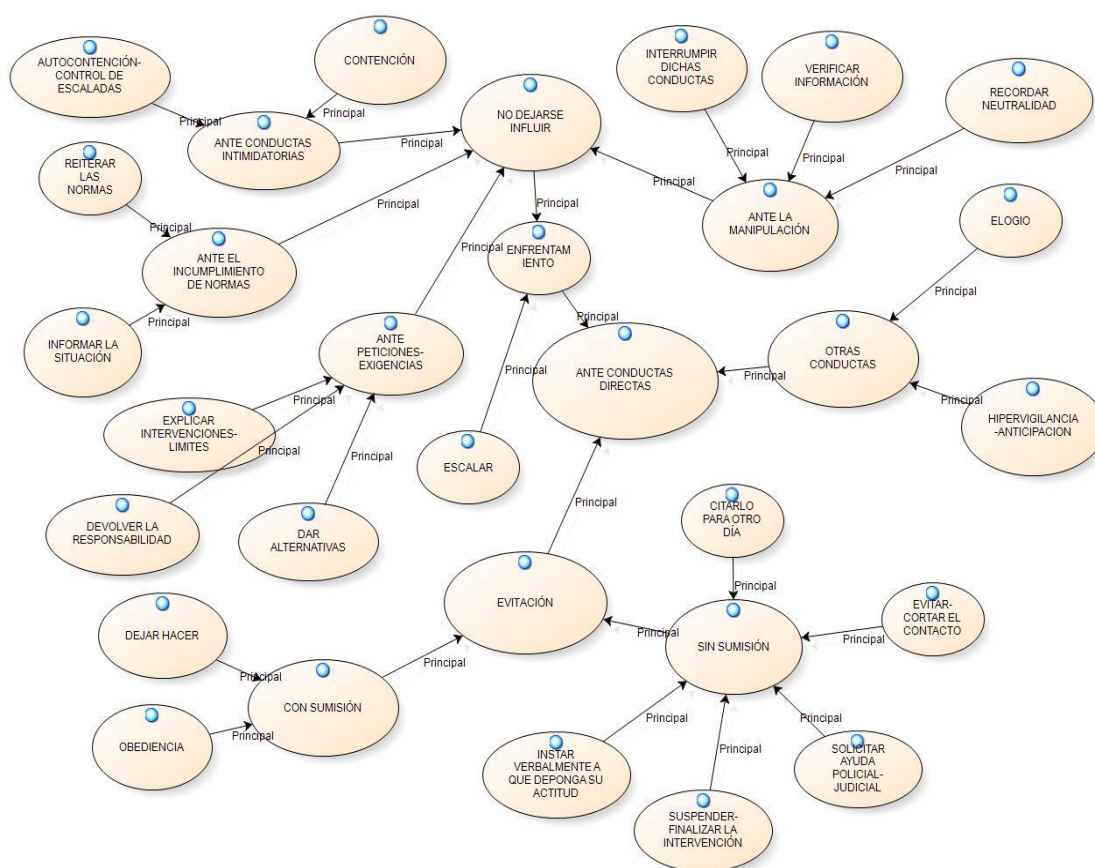 AUTOCONTENCIÓN-
CONTROL DE
ESCALADAS
CONTENCIÓN
INTERRUMPIR
DICHAS
CONDUCTAS
VERIFICAR
INFORMACIÓN
RECORDAR
NEUTRALIDAD
NO DEJARSE
INFLUIR
Principal
Principal
ANTE CONDUCTAS
INTIMIDATORIAS
Principal
Principal
Principal
Principal
REITERAR
LAS
NORMAS
Principal
Principal
Principal
Principal
ANTE LA
MANIPULACIÓN
ELOGIO
ANTE EL
INCUMPLIMIENTO
DE NORMAS
Principal
Principal
ENFRENTAM
IENTO
Principal
INFORMAR LA
SITUACIÓN
Principal
ANTE
PETICIONES-
EXIGENCIAS
Principal
ANTE CONDUCTAS
DIRECTAS
OTRAS
CONDUCTAS
Principal
Principal
Principal
Principal
EXPLICAR
INTERVENCIONES-
LIMITES
HIPERVIGILANCIA
-ANTICIPACION
Principal
ESCALAR
DEVOLVER LA
RESPONSABILIDAD
DAR
ALTERNATIVAS
Principal
CITARLO
PARA OTRO
DÍA
Principal
EVITACIÓN
EVITAR-
CORTAR EL
CONTACTO
DEJAR HACER
Principal
Principal
SIN SUMISIÓN
Principal
Principal
CON SUMISIÓN
OBEDIENCIA
Principal
Principal
Principal
Principal
INSTAR
VERBALMENTE A
QUE DEPONGA SU
ACTITUD
SOLICITAR
AYUDA
POLICIAL-
JUDICIAL
SUSPENDER-
FINALIZAR LA
INTERVENCIÓN